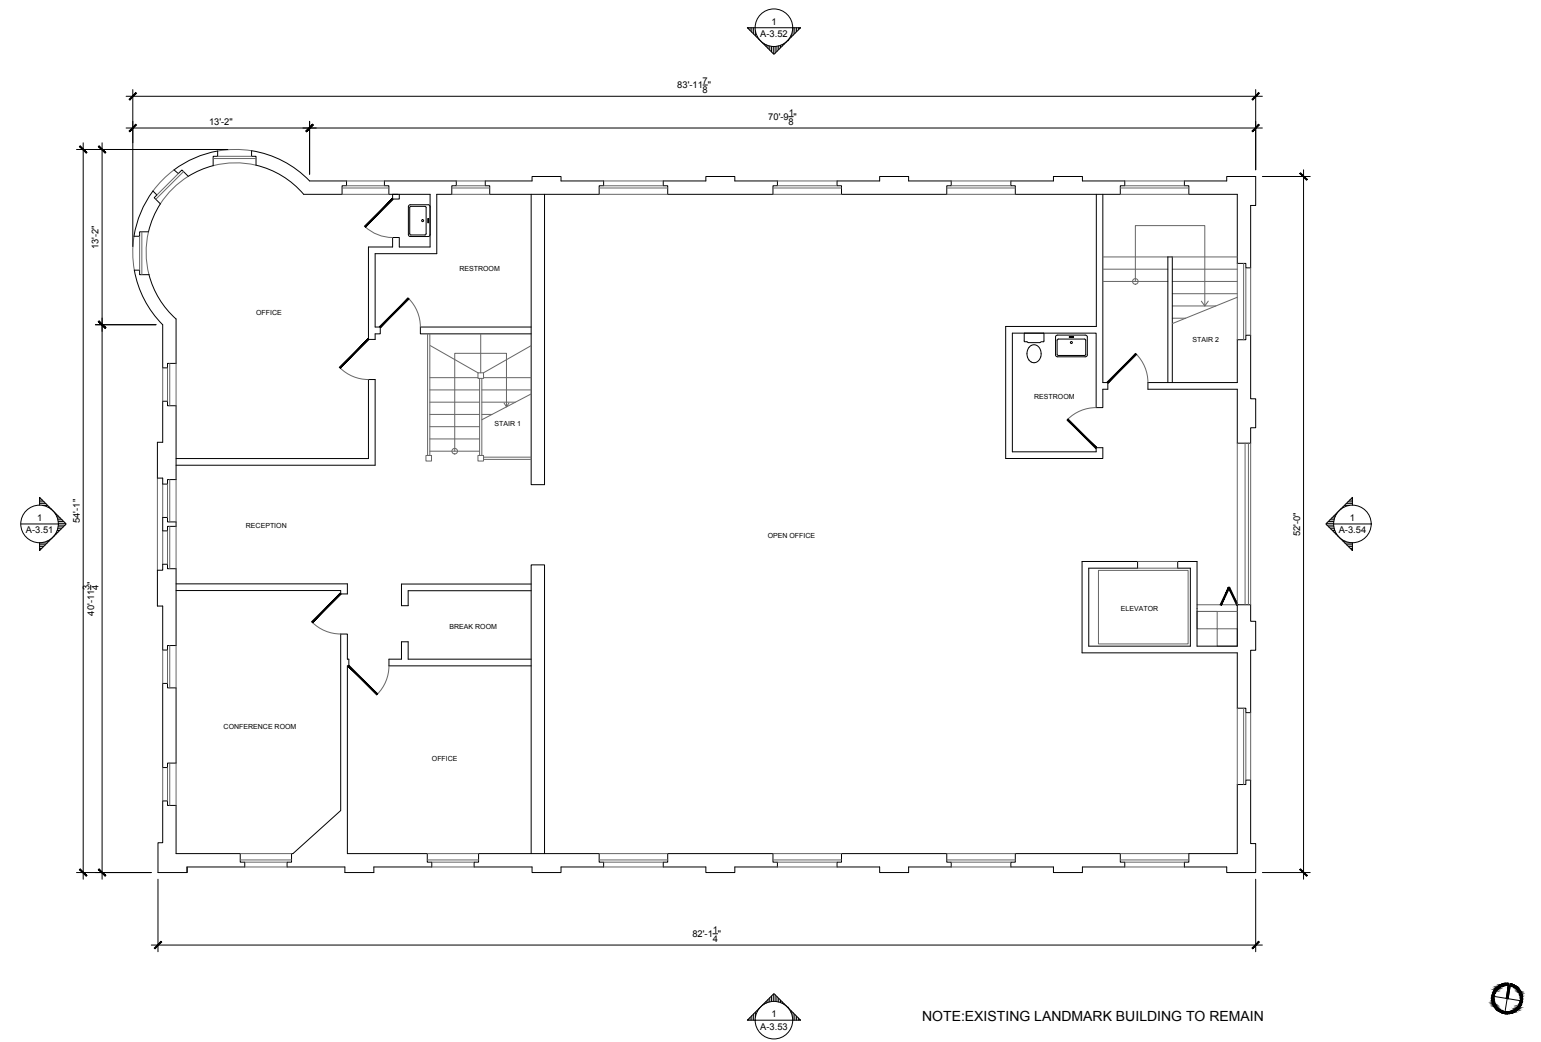 1
A-3.52
83'-11 7/8"
13'-2"
70'-9 1/8"
13'-2"
RESTROOM
OFFICE
STAIR 2
RESTROOM
STAIR 1
54'-1"
1
A-3.51
RECEPTION
OPEN OFFICE
52'-0"
1
A-3.54
40'-11 3/4"
ELEVATOR
BREAK ROOM
CONFERENCE ROOM
OFFICE
82'-1 1/4"
1
A-3.53
NOTE:EXISTING LANDMARK BUILDING TO REMAIN